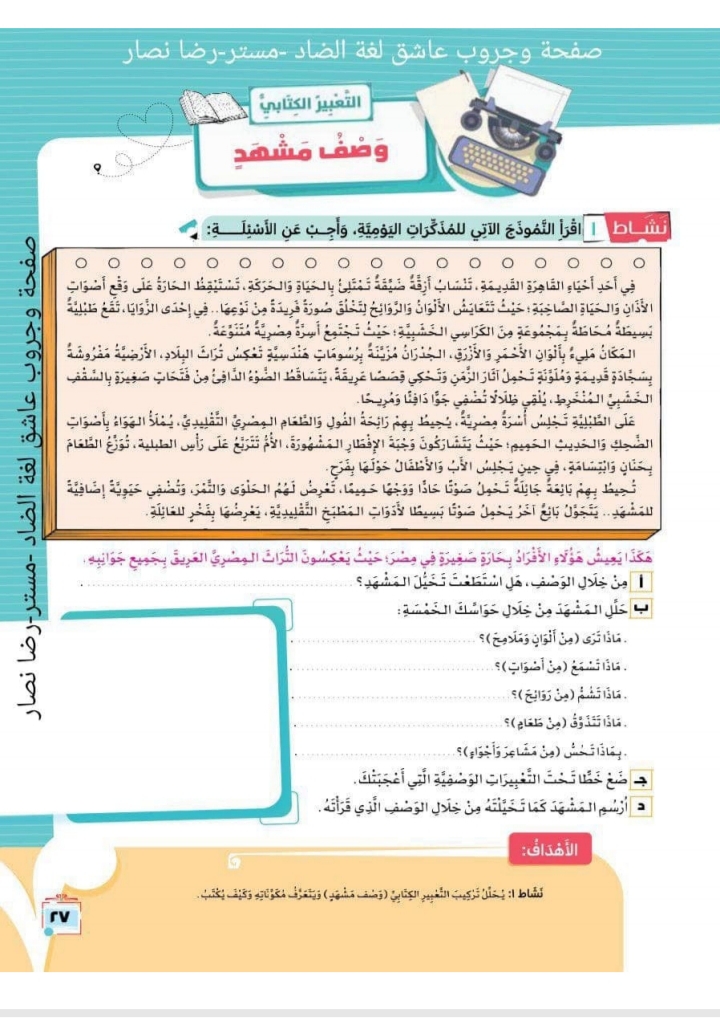 صفحة وجروب عاشق لغة الضاد -مستر-رضا نصار
التَّعْبِيرُ الكِتَابِيُّ
وَصْفُ مَشْهَدٍ
نَشَاط ١ اقْرَأِ النَّمُوذَجَ الآتِي للمُذَكِّرَاتِ اليَوْمِيَّةِ، وَأَجِبْ عَنِ الأَسْئِلَـــةِ:
فِي أَحَدِ أَحْيَاءِ القَاهِرَةِ القَدِيمَةِ، تَنْسَابُ أَزِقَّةٌ ضَيِّقَةٌ تَمْتَلِئُ بِالحَيَاةِ وَالحَرَكَةِ، تَسْتَيْقِظُ الحَارَةُ عَلَى وَقْعِ أَصْوَاتِ
الأَذَانِ وَالحَيَاةِ الصَّاخِبَةِ؛ حَيْثُ تَتَعَايَشُ الأَلْوَانُ وَالرَّوَائِحُ لِتَخْلُقَ صُورَةً فَرِيدَةً مِنْ نَوْعِهَا.. فِي إِحْدَى الزَّوَايَا، تَقَعُ طَبْلِيَّةٌ
بَسِيطَةٌ مُحَاطَةٌ بِمَجْمُوعَةٍ مِنَ الكَرَاسِي الخَشَبِيَّةِ؛ حَيْثُ تَجْتَمِعُ أُسْرَةٌ مِصْرِيَّةٌ مُتَنَوِّعَةٌ.
المَكَانُ مَلِيءٌ بِأَلْوَانِ الأَحْمَرِ وَالأَزْرَقِ، الجُدْرَانُ مُزَيَّنَةٌ بِرُسُومَاتٍ هَنْدَسِيَّةٍ تَعْكِسُ تُرَاثَ البِلَادِ، الأَرْضِيَّةُ مَفْرُوشَةٌ
بِسَجَّادَةٍ قَدِيمَةٍ وَمُلَوَّنَةٍ تَحْمِلُ آثَارَ الزَّمَنِ وَتَحْكِي قِصَصًا عَرِيقَةً، يَتَسَاقَطُ الضَّوْءُ الدَّافِئُ مِنْ فَتَحَاتٍ صَغِيرَةٍ بِالسَّقْفِ
الخَشَبِيِّ المُنْخَرِطِ، يُلْقِي ظِلَالًا تُضْفِي جَوًّا دَافِئًا وَمُرِيحًا.
عَلَى الطَّبْلِيَّةِ تَجْلِسُ أُسْرَةٌ مِصْرِيَّةٌ، يُحِيطُ بِهِمْ رَائِحَةُ الفُولِ وَالطَّعَامِ المِصْرِيِّ التَّقْلِيدِيِّ، يُمْلَأُ الهَوَاءُ بِأَصْوَاتِ
الضَّحِكِ وَالحَدِيثِ الحَمِيمِ؛ حَيْثُ يَتَشَارَكُونَ وَجْبَةَ الإِفْطَارِ المَشْهُورَةَ، الأُمُّ تَتَرَبَّعُ عَلَى رَأْسِ الطبلية، تُوَزِّعُ الطَّعَامَ
بِحَنَانٍ وَابْتِسَامَةٍ، فِي حِينِ يَجْلِسُ الأَبُ وَالأَطْفَالُ حَوْلَهَا بِفَرَحٍ.
تُحِيطُ بِهِمْ بَائِعَةٌ جَائِلَةٌ تَحْمِلُ صَوْتًا حَادًّا وَوَجْهًا حَمِيمًا، تَعْرِضُ لَهُمُ الحَلْوَى وَالتَّمْرَ، وَتُضْفِي حَيَوِيَّةً إِضَافِيَّةً
للمَشْهَدِ.. يَتَجَوَّلُ بَائِعٌ آخَرُ يَحْمِلُ صَوْتًا بَسِيطًا لِأَدَوَاتِ المَطْبَخِ التَّقْلِيدِيَّةِ، يَعْرِضُهَا بِفَخْرٍ للعَائِلَةِ.
هَكَذَا يَعِيشُ هَؤُلَاءِ الأَفْرَادُ بِحَارَةٍ صَغِيرَةٍ فِي مِصْرَ؛ حَيْثُ يَعْكِسُونَ التُّرَاثَ المِصْرِيَّ العَرِيقَ بِجَمِيعِ جَوَانِبِهِ.
أ مِنْ خِلَالِ الوَصْفِ، هَلِ اسْتَطَعْتَ تَخَيُّلَ المَشْهَدِ؟
ب حَلِّلِ المَشْهَدَ مِنْ خِلَالِ حَوَاسِّكَ الخَمْسَةِ:
. مَاذَا تَرَى (مِنْ أَلْوَانٍ وَمَلَامِحَ)؟
. مَاذَا تَسْمَعُ (مِنْ أَصْوَاتٍ)؟
. مَاذَا تَشُمُّ (مِنْ رَوَائِحَ)؟
. مَاذَا تَتَذَوَّقُ (مِنْ طَعَامٍ)؟
. بِمَاذَا تَحُسُّ (مِنْ مَشَاعِرَ وَأَجْوَاءٍ)؟
جـ ضَعْ خَطًّا تَحْتَ التَّعْبِيرَاتِ الوَصْفِيَّةِ الَّتِي أَعْجَبَتْكَ.
د اُرْسُمِ المَشْهَدَ كَمَا تَخَيَّلْتَهُ مِنْ خِلَالِ الوَصْفِ الَّذِي قَرَأْتَهُ.
صفحة وجروب عاشق لغة الضاد -مستر-رضا نصار
الأَهْدَافُ:
نَشَاط ١: يُحَلِّلُ تَرْكِيبَ التَّعْبِيرِ الكِتَابِيِّ (وَصْف مَشْهَدٍ) وَيَتَعَرَّفُ مُكَوِّنَاتِهِ وَكَيْفَ يُكْتَبُ.
٢٧